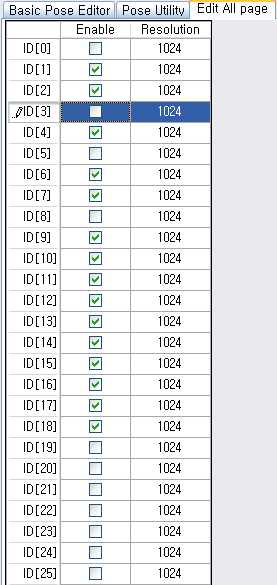 Basic Pose Editor Pose Utility Edit All page
Enable Resolution
ID[0] 1024
ID[1] 1024
ID[2] 1024
ID[3] 1024
ID[4] 1024
ID[5] 1024
ID[6] 1024
ID[7] 1024
ID[8] 1024
ID[9] 1024
ID[10] 1024
ID[11] 1024
ID[12] 1024
ID[13] 1024
ID[14] 1024
ID[15] 1024
ID[16] 1024
ID[17] 1024
ID[18] 1024
ID[19] 1024
ID[20] 1024
ID[21] 1024
ID[22] 1024
ID[23] 1024
ID[24] 1024
ID[25] 1024